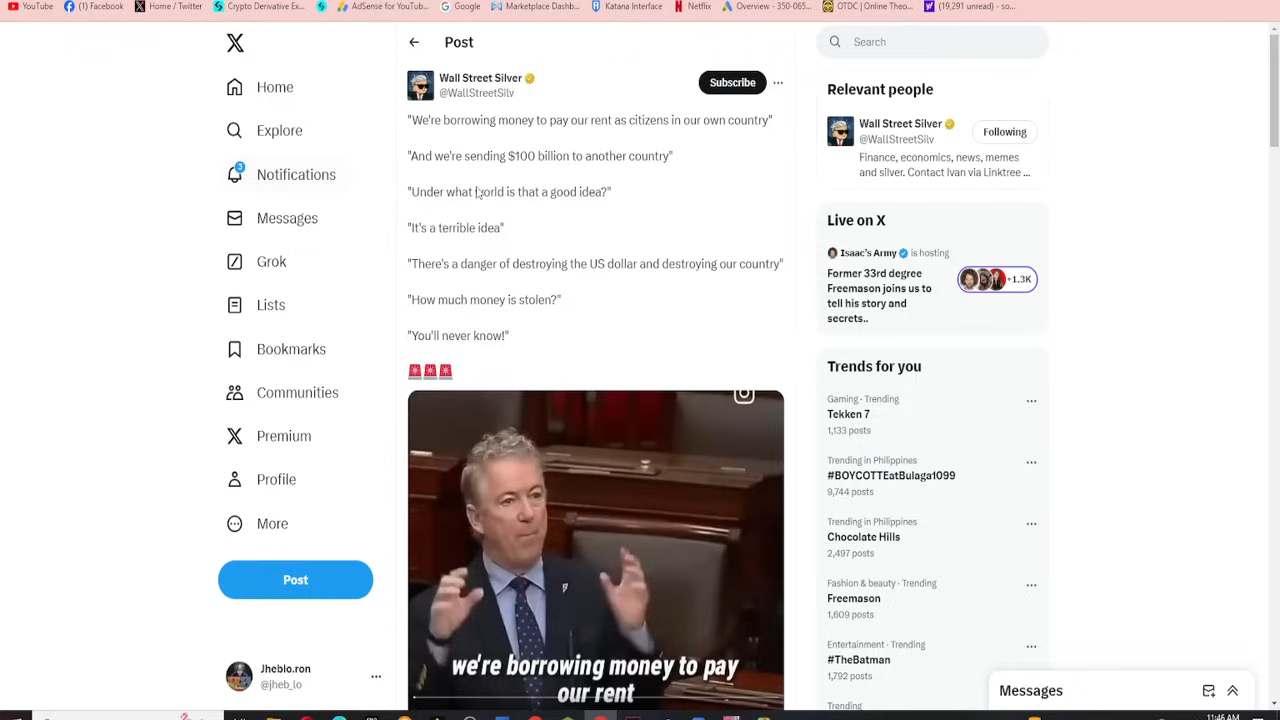 YouTube (1) Facebook (1) Home / Twitter Crypto Derivative Ex... AdSense for YouTub... Google Marketplace Dashb... Katana Interface Netflix Overview - 350-065... OTDC | Online Theo... (19,291 unread) - so...
Post
Search
Wall Street Silver
@WallStreetSilv
Subscribe
Home
Explore
3
Notifications
Messages
Grok
Lists
Bookmarks
Communities
Premium
Profile
More
Post
Jheblo.ron
@jheb_lo
"We're borrowing money to pay our rent as citizens in our own country"
"And we're sending $100 billion to another country"
"Under what world is that a good idea?"
"It's a terrible idea"
"There's a danger of destroying the US dollar and destroying our country"
"How much money is stolen?"
"You'll never know!"
we're borrowing money to pay
our rent
Relevant people
Wall Street Silver
@WallStreetSilv
Following
Finance, economics, news, memes
and silver. Contact Ivan via Linktree ...
Live on X
Isaac's Army is hosting
Former 33rd degree
Freemason joins us to
tell his story and
secrets..
+1.3K
Trends for you
Gaming · Trending
Tekken 7
1,133 posts
Trending in Philippines
#BOYCOTTEatBulaga1099
9,744 posts
Trending in Philippines
Chocolate Hills
2,497 posts
Fashion & beauty · Trending
Freemason
1,609 posts
Entertainment · Trending
#TheBatman
1,792 posts
Trending
Messages
11:46 AM